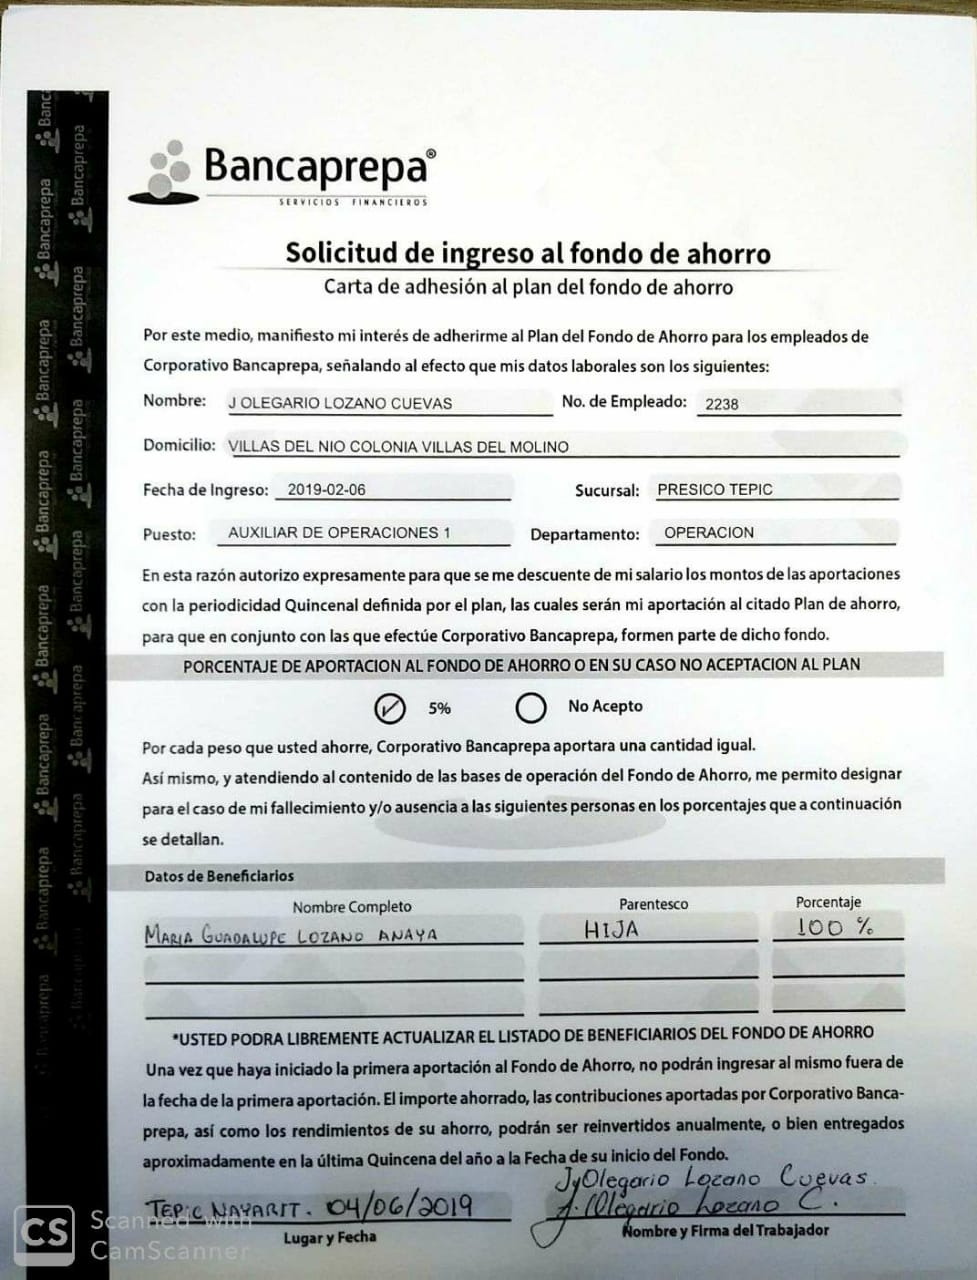 Bancaprepa®
SERVICIOS FINANCIEROS
Solicitud de ingreso al fondo de ahorro
Carta de adhesión al plan del fondo de ahorro
Por este medio, manifiesto mi interés de adherirme al Plan del Fondo de Ahorro para los empleados de
Corporativo Bancaprepa, señalando al efecto que mis datos laborales son los siguientes:
Nombre: J OLEGARIO LOZANO CUEVAS No. de Empleado: 2238
Domicilio: VILLAS DEL NIO COLONIA VILLAS DEL MOLINO
Fecha de Ingreso: 2019-02-06 Sucursal: PRESICO TEPIC
Puesto: AUXILIAR DE OPERACIONES 1 Departamento: OPERACION
En esta razón autorizo expresamente para que se me descuente de mi salario los montos de las aportaciones
con la periodicidad Quincenal definida por el plan, las cuales serán mi aportación al citado Plan de ahorro,
para que en conjunto con las que efectúe Corporativo Bancaprepa, formen parte de dicho fondo.
PORCENTAJE DE APORTACION AL FONDO DE AHORRO O EN SU CASO NO ACEPTACION AL PLAN
5% No Acepto
Por cada peso que usted ahorre, Corporativo Bancaprepa aportara una cantidad igual.
Así mismo, y atendiendo al contenido de las bases de operación del Fondo de Ahorro, me permito designar
para el caso de mi fallecimiento y/o ausencia a las siguientes personas en los porcentajes que a continuación
se detallan.
Datos de Beneficiarios
Nombre Completo Parentesco Porcentaje
MARIA GUADALUPE LOZANO ANAYA HIJA 100 %
*USTED PODRA LIBREMENTE ACTUALIZAR EL LISTADO DE BENEFICIARIOS DEL FONDO DE AHORRO
Una vez que haya iniciado la primera aportación al Fondo de Ahorro, no podrán ingresar al mismo fuera de
la fecha de la primera aportación. El importe ahorrado, las contribuciones aportadas por Corporativo Banca-
prepa, así como los rendimientos de su ahorro, podrán ser reinvertidos anualmente, o bien entregados
aproximadamente en la última Quincena del año a la Fecha de su inicio del Fondo.
J Olegario Lozano Cuevas.
TEPIC NAYARIT. 04/06/2019 J. Olegario Lozano C.
Lugar y Fecha Nombre y Firma del Trabajador
CS Scanned with
CamScanner